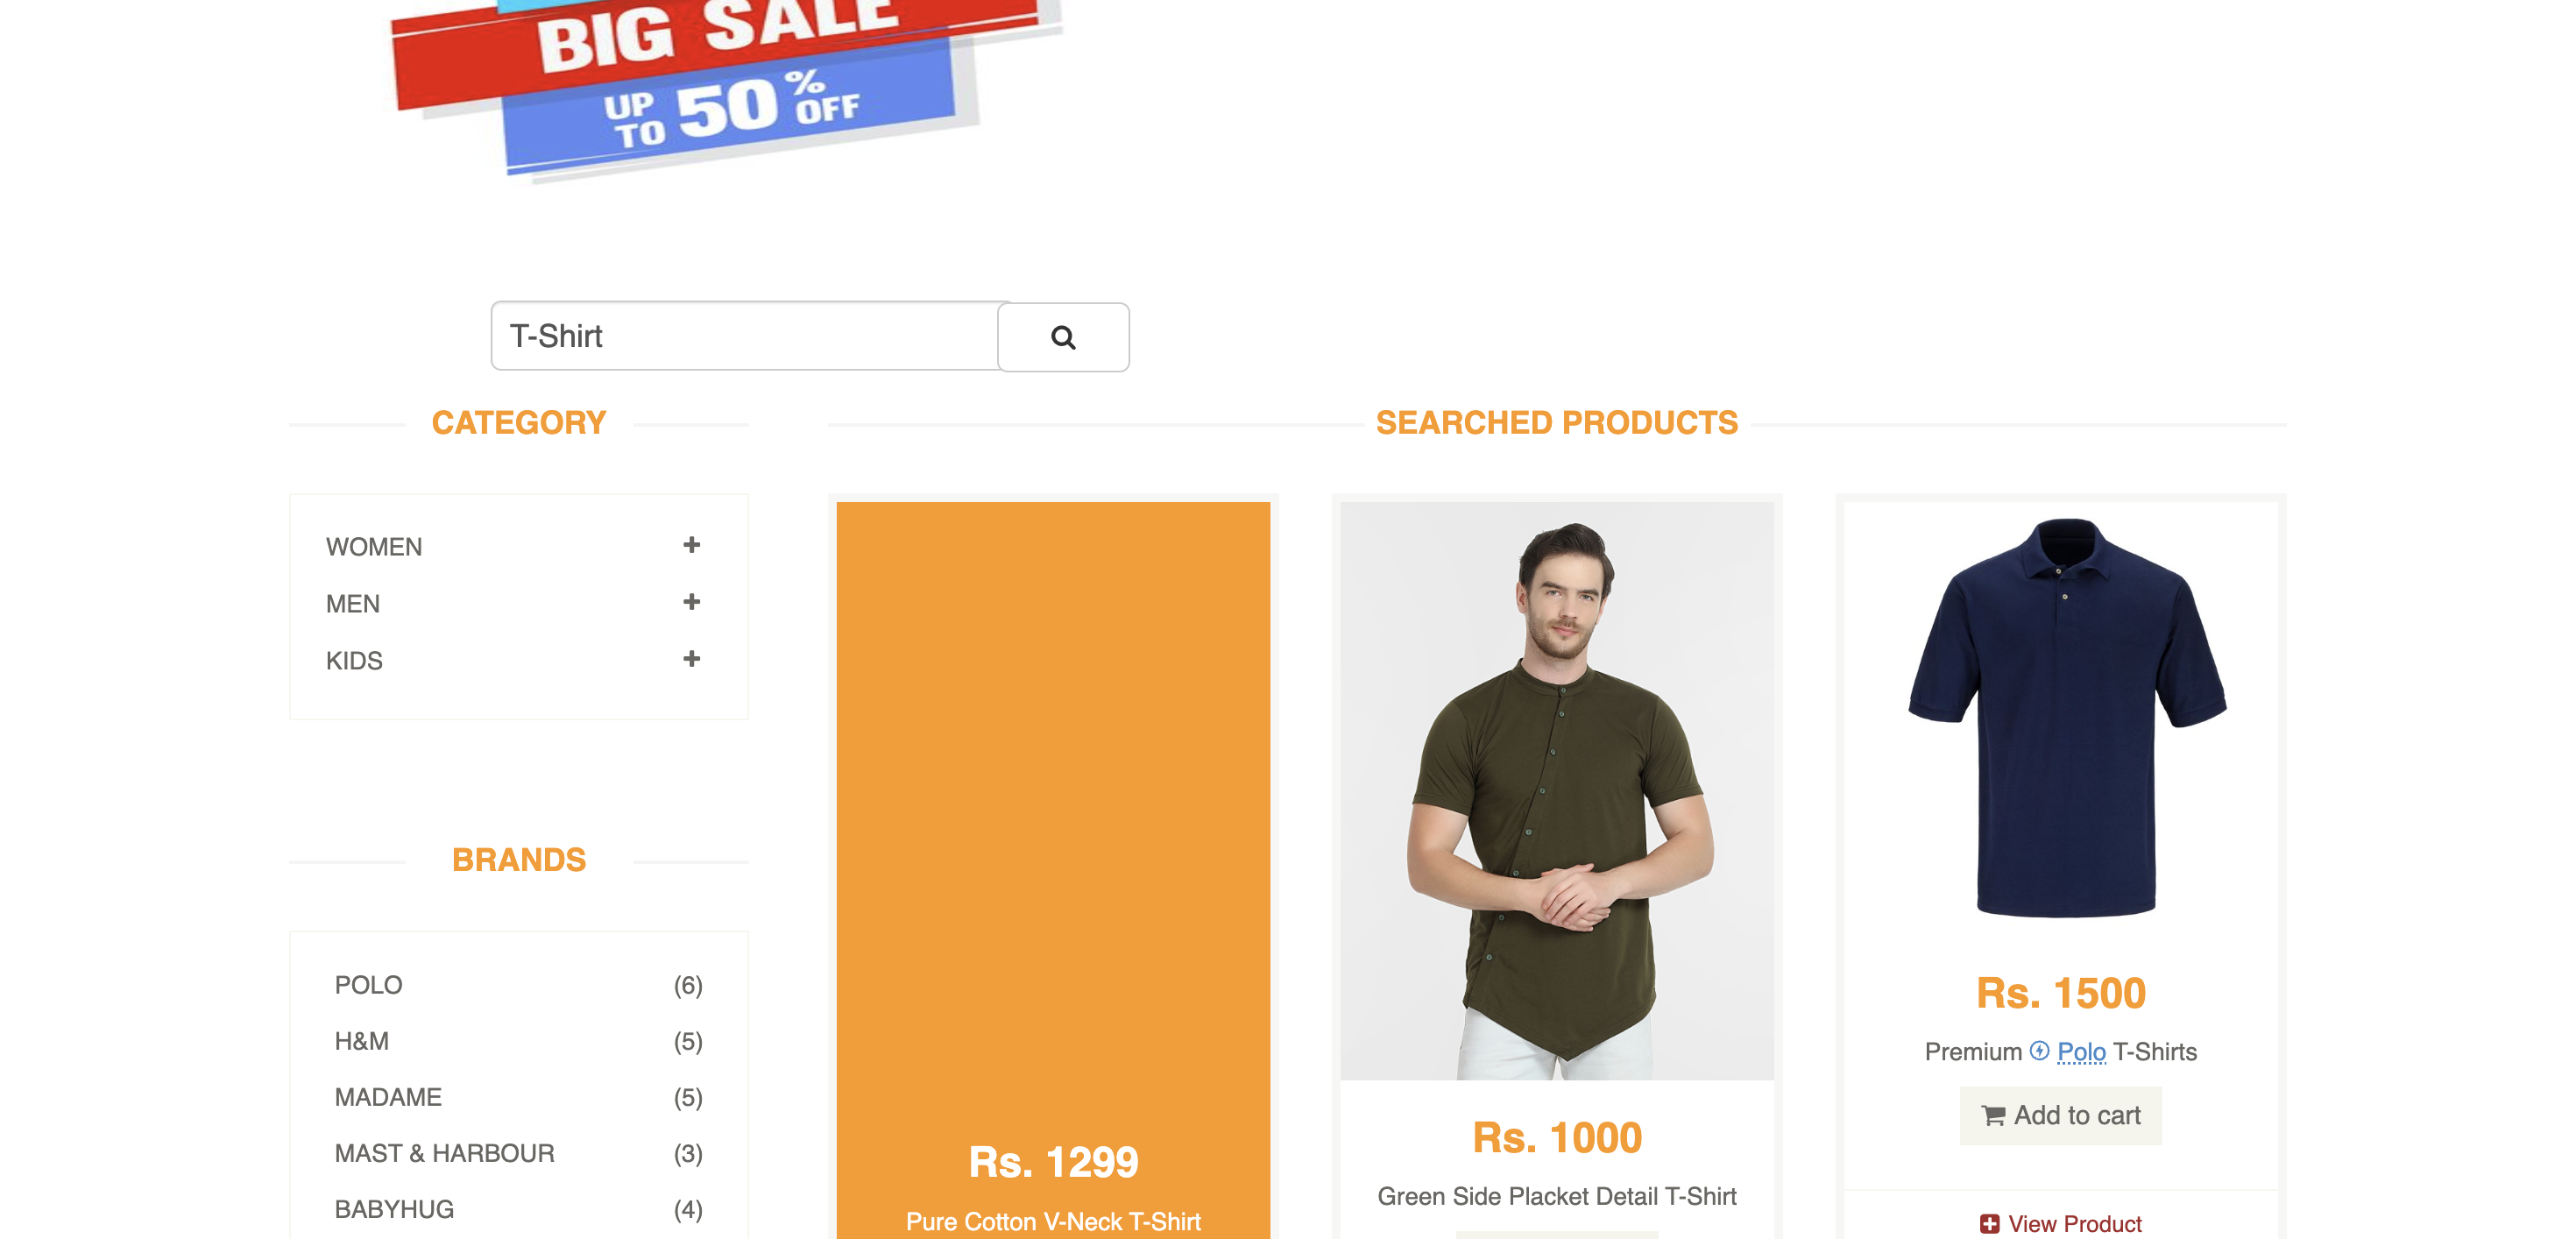 BIG SALE
UP TO 50% OFF
T-Shirt
CATEGORY
SEARCHED PRODUCTS
WOMEN
MEN
KIDS
BRANDS
POLO (6)
H&M (5)
MADAME (5)
MAST & HARBOUR (3)
BABYHUG (4)
Rs. 1299
Pure Cotton V-Neck T-Shirt
Rs. 1000
Green Side Placket Detail T-Shirt
Rs. 1500
Premium Polo T-Shirts
Add to cart
View Product